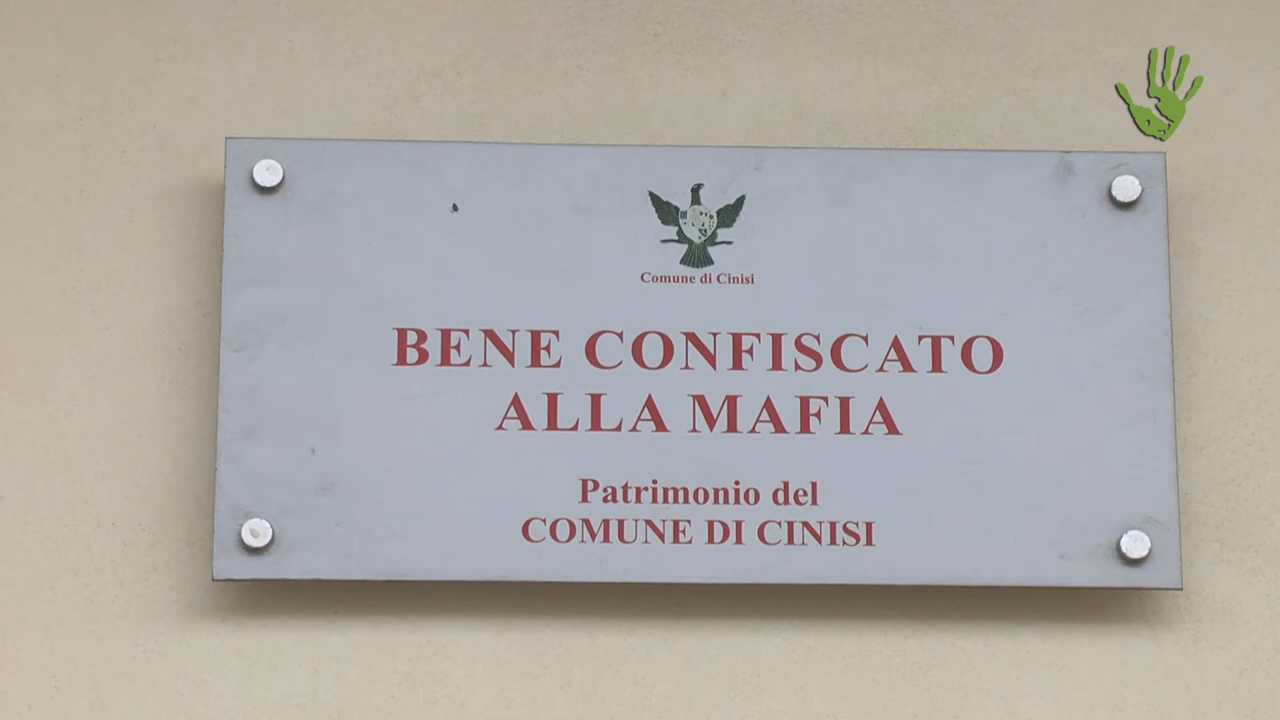 Comune di Cinisi
BENE CONFISCATO
ALLA MAFIA
Patrimonio del
COMUNE DI CINISI